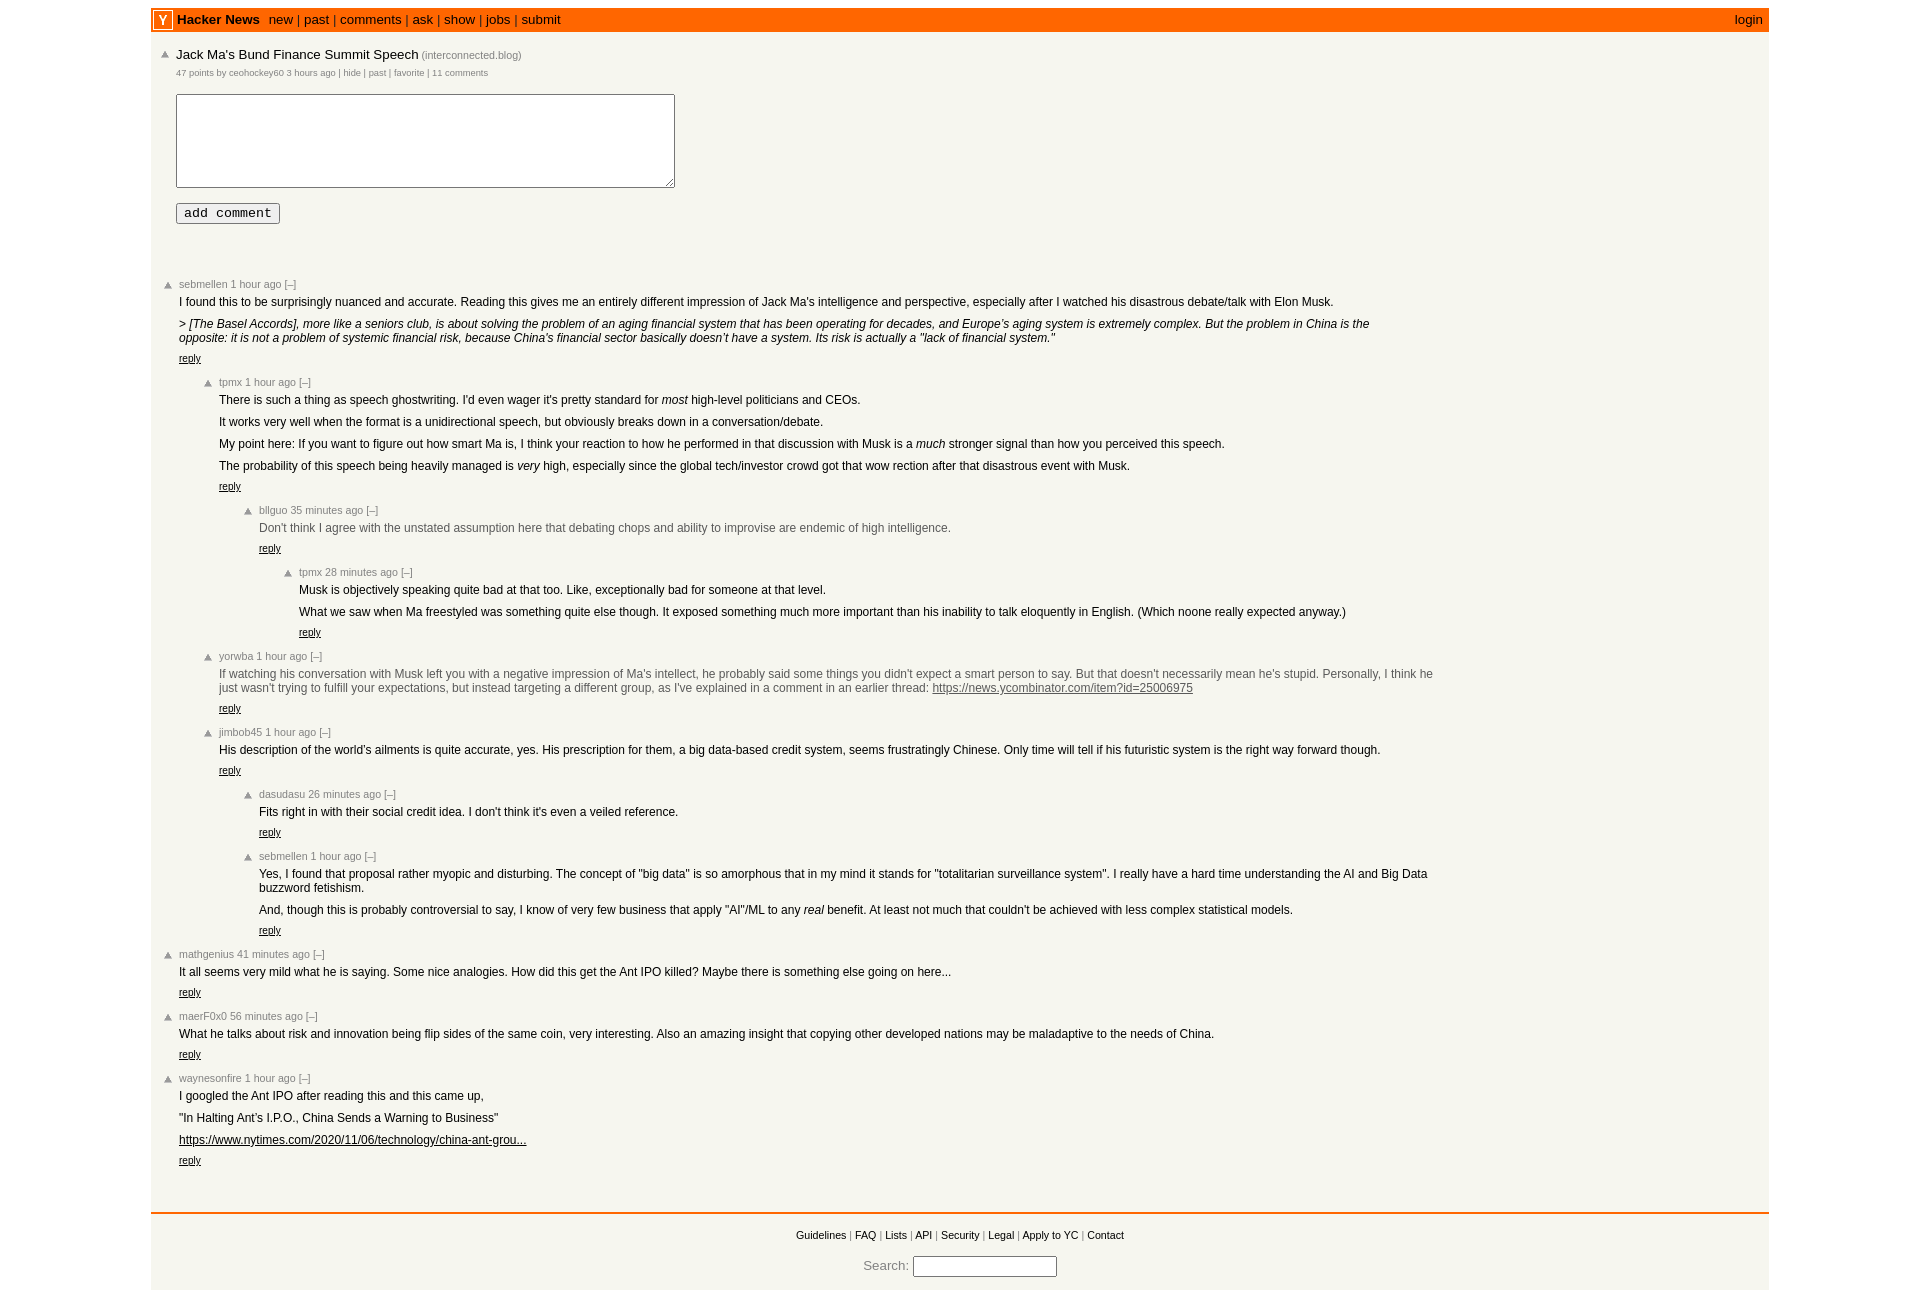 Y Hacker News new | past | comments | ask | show | jobs | submit login
Jack Ma's Bund Finance Summit Speech (interconnected.blog)
47 points by ceohockey60 3 hours ago | hide | past | favorite | 11 comments
add comment
sebmellen 1 hour ago [–]
I found this to be surprisingly nuanced and accurate. Reading this gives me an entirely different impression of Jack Ma's intelligence and perspective, especially after I watched his disastrous debate/talk with Elon Musk.
> [The Basel Accords], more like a seniors club, is about solving the problem of an aging financial system that has been operating for decades, and Europe's aging system is extremely complex. But the problem in China is the
opposite: it is not a problem of systemic financial risk, because China's financial sector basically doesn't have a system. Its risk is actually a "lack of financial system."
reply
tpmx 1 hour ago [–]
There is such a thing as speech ghostwriting. I'd even wager it's pretty standard for most high-level politicians and CEOs.
It works very well when the format is a unidirectional speech, but obviously breaks down in a conversation/debate.
My point here: If you want to figure out how smart Ma is, I think your reaction to how he performed in that discussion with Musk is a much stronger signal than how you perceived this speech.
The probability of this speech being heavily managed is very high, especially since the global tech/investor crowd got that wow rection after that disastrous event with Musk.
reply
bllguo 35 minutes ago [–]
Don't think I agree with the unstated assumption here that debating chops and ability to improvise are endemic of high intelligence.
reply
tpmx 28 minutes ago [–]
Musk is objectively speaking quite bad at that too. Like, exceptionally bad for someone at that level.
What we saw when Ma freestyled was something quite else though. It exposed something much more important than his inability to talk eloquently in English. (Which noone really expected anyway.)
reply
yorwba 1 hour ago [–]
If watching his conversation with Musk left you with a negative impression of Ma's intellect, he probably said some things you didn't expect a smart person to say. But that doesn't necessarily mean he's stupid. Personally, I think he
just wasn't trying to fulfill your expectations, but instead targeting a different group, as I've explained in a comment in an earlier thread: https://news.ycombinator.com/item?id=25006975
reply
jimbob45 1 hour ago [–]
His description of the world's ailments is quite accurate, yes. His prescription for them, a big data-based credit system, seems frustratingly Chinese. Only time will tell if his futuristic system is the right way forward though.
reply
dasudasu 26 minutes ago [–]
Fits right in with their social credit idea. I don't think it's even a veiled reference.
reply
sebmellen 1 hour ago [–]
Yes, I found that proposal rather myopic and disturbing. The concept of "big data" is so amorphous that in my mind it stands for "totalitarian surveillance system". I really have a hard time understanding the AI and Big Data
buzzword fetishism.
And, though this is probably controversial to say, I know of very few business that apply "AI"/ML to any real benefit. At least not much that couldn't be achieved with less complex statistical models.
reply
mathgenius 41 minutes ago [–]
It all seems very mild what he is saying. Some nice analogies. How did this get the Ant IPO killed? Maybe there is something else going on here...
reply
maerF0x0 56 minutes ago [–]
What he talks about risk and innovation being flip sides of the same coin, very interesting. Also an amazing insight that copying other developed nations may be maladaptive to the needs of China.
reply
waynesonfire 1 hour ago [–]
I googled the Ant IPO after reading this and this came up,
"In Halting Ant's I.P.O., China Sends a Warning to Business"
https://www.nytimes.com/2020/11/06/technology/china-ant-grou...
reply
Guidelines | FAQ | Lists | API | Security | Legal | Apply to YC | Contact
Search: